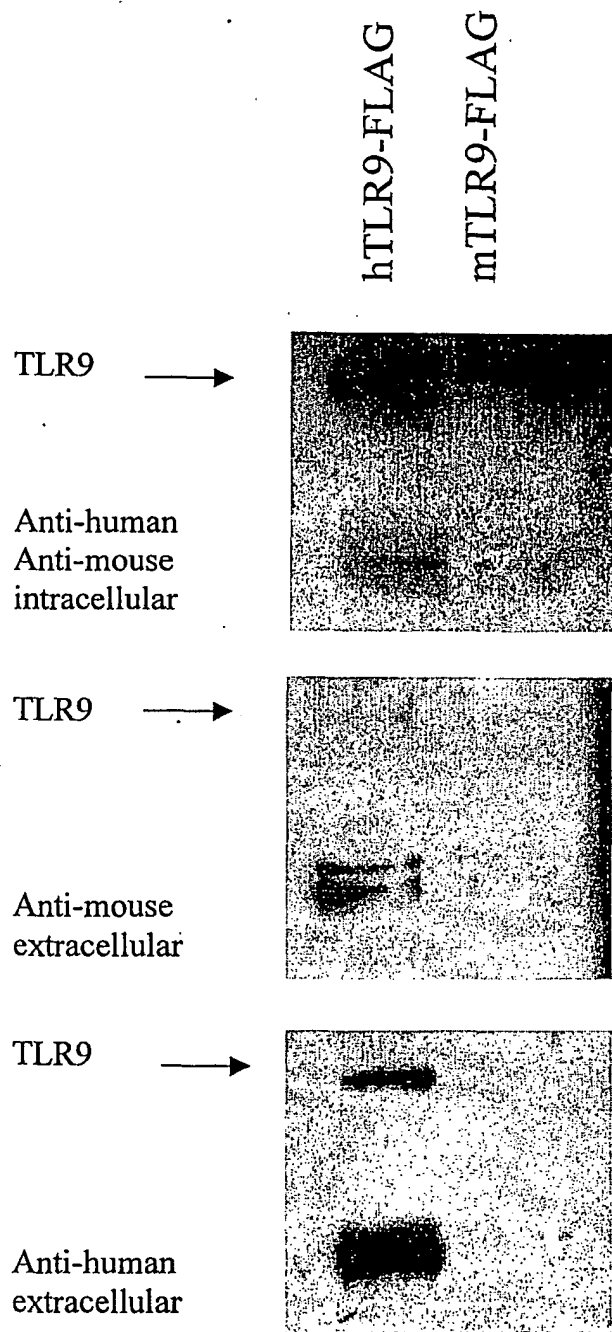 hTLR9-FLAG
mTLR9-FLAG
TLR9
Anti-human
Anti-mouse
intracellular
TLR9
Anti-mouse
extracellular
TLR9
Anti-human
extracellular